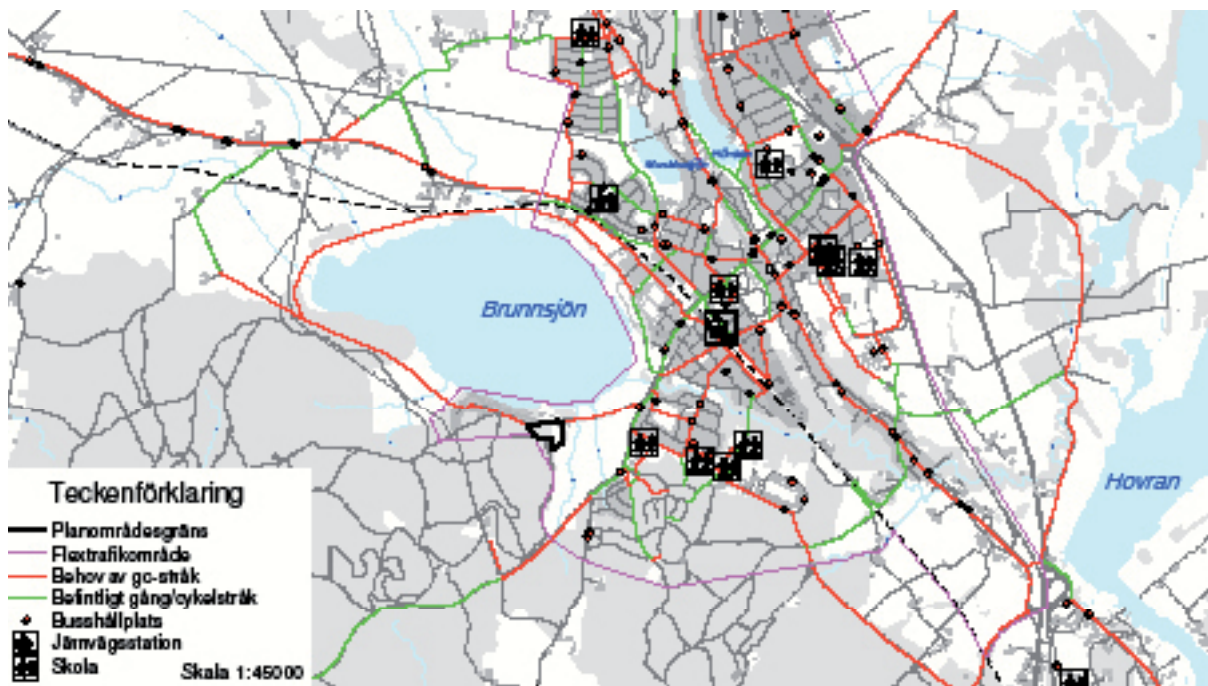 Brunnsjön
Hovran
Teckenförklaring
Planområdesgräns
Flextrafikområde
Behov av gc-stråk
Befintligt gång/cykelstråk
Busshållplats
Järnvägsstation
Skola
Skala 1:45000